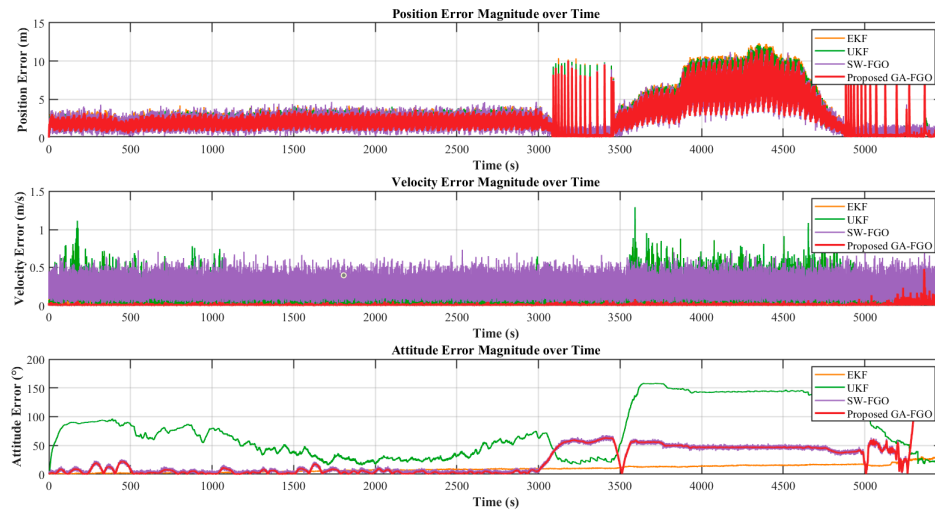 Position Error Magnitude over Time
Position Error (m)
15
10
5
0
EKF
UKF
SW-FGO
Proposed GA-FGO
0 500 1000 1500 2000 2500 3000 3500 4000 4500 5000
Time (s)
Velocity Error Magnitude over Time
Velocity Error (m/s)
1.5
1
0.5
0
EKF
UKF
SW-FGO
Proposed GA-FGO
0 500 1000 1500 2000 2500 3000 3500 4000 4500 5000
Time (s)
Attitude Error Magnitude over Time
Attitude Error (°)
200
150
100
50
0
EKF
UKF
SW-FGO
Proposed GA-FGO
0 500 1000 1500 2000 2500 3000 3500 4000 4500 5000
Time (s)